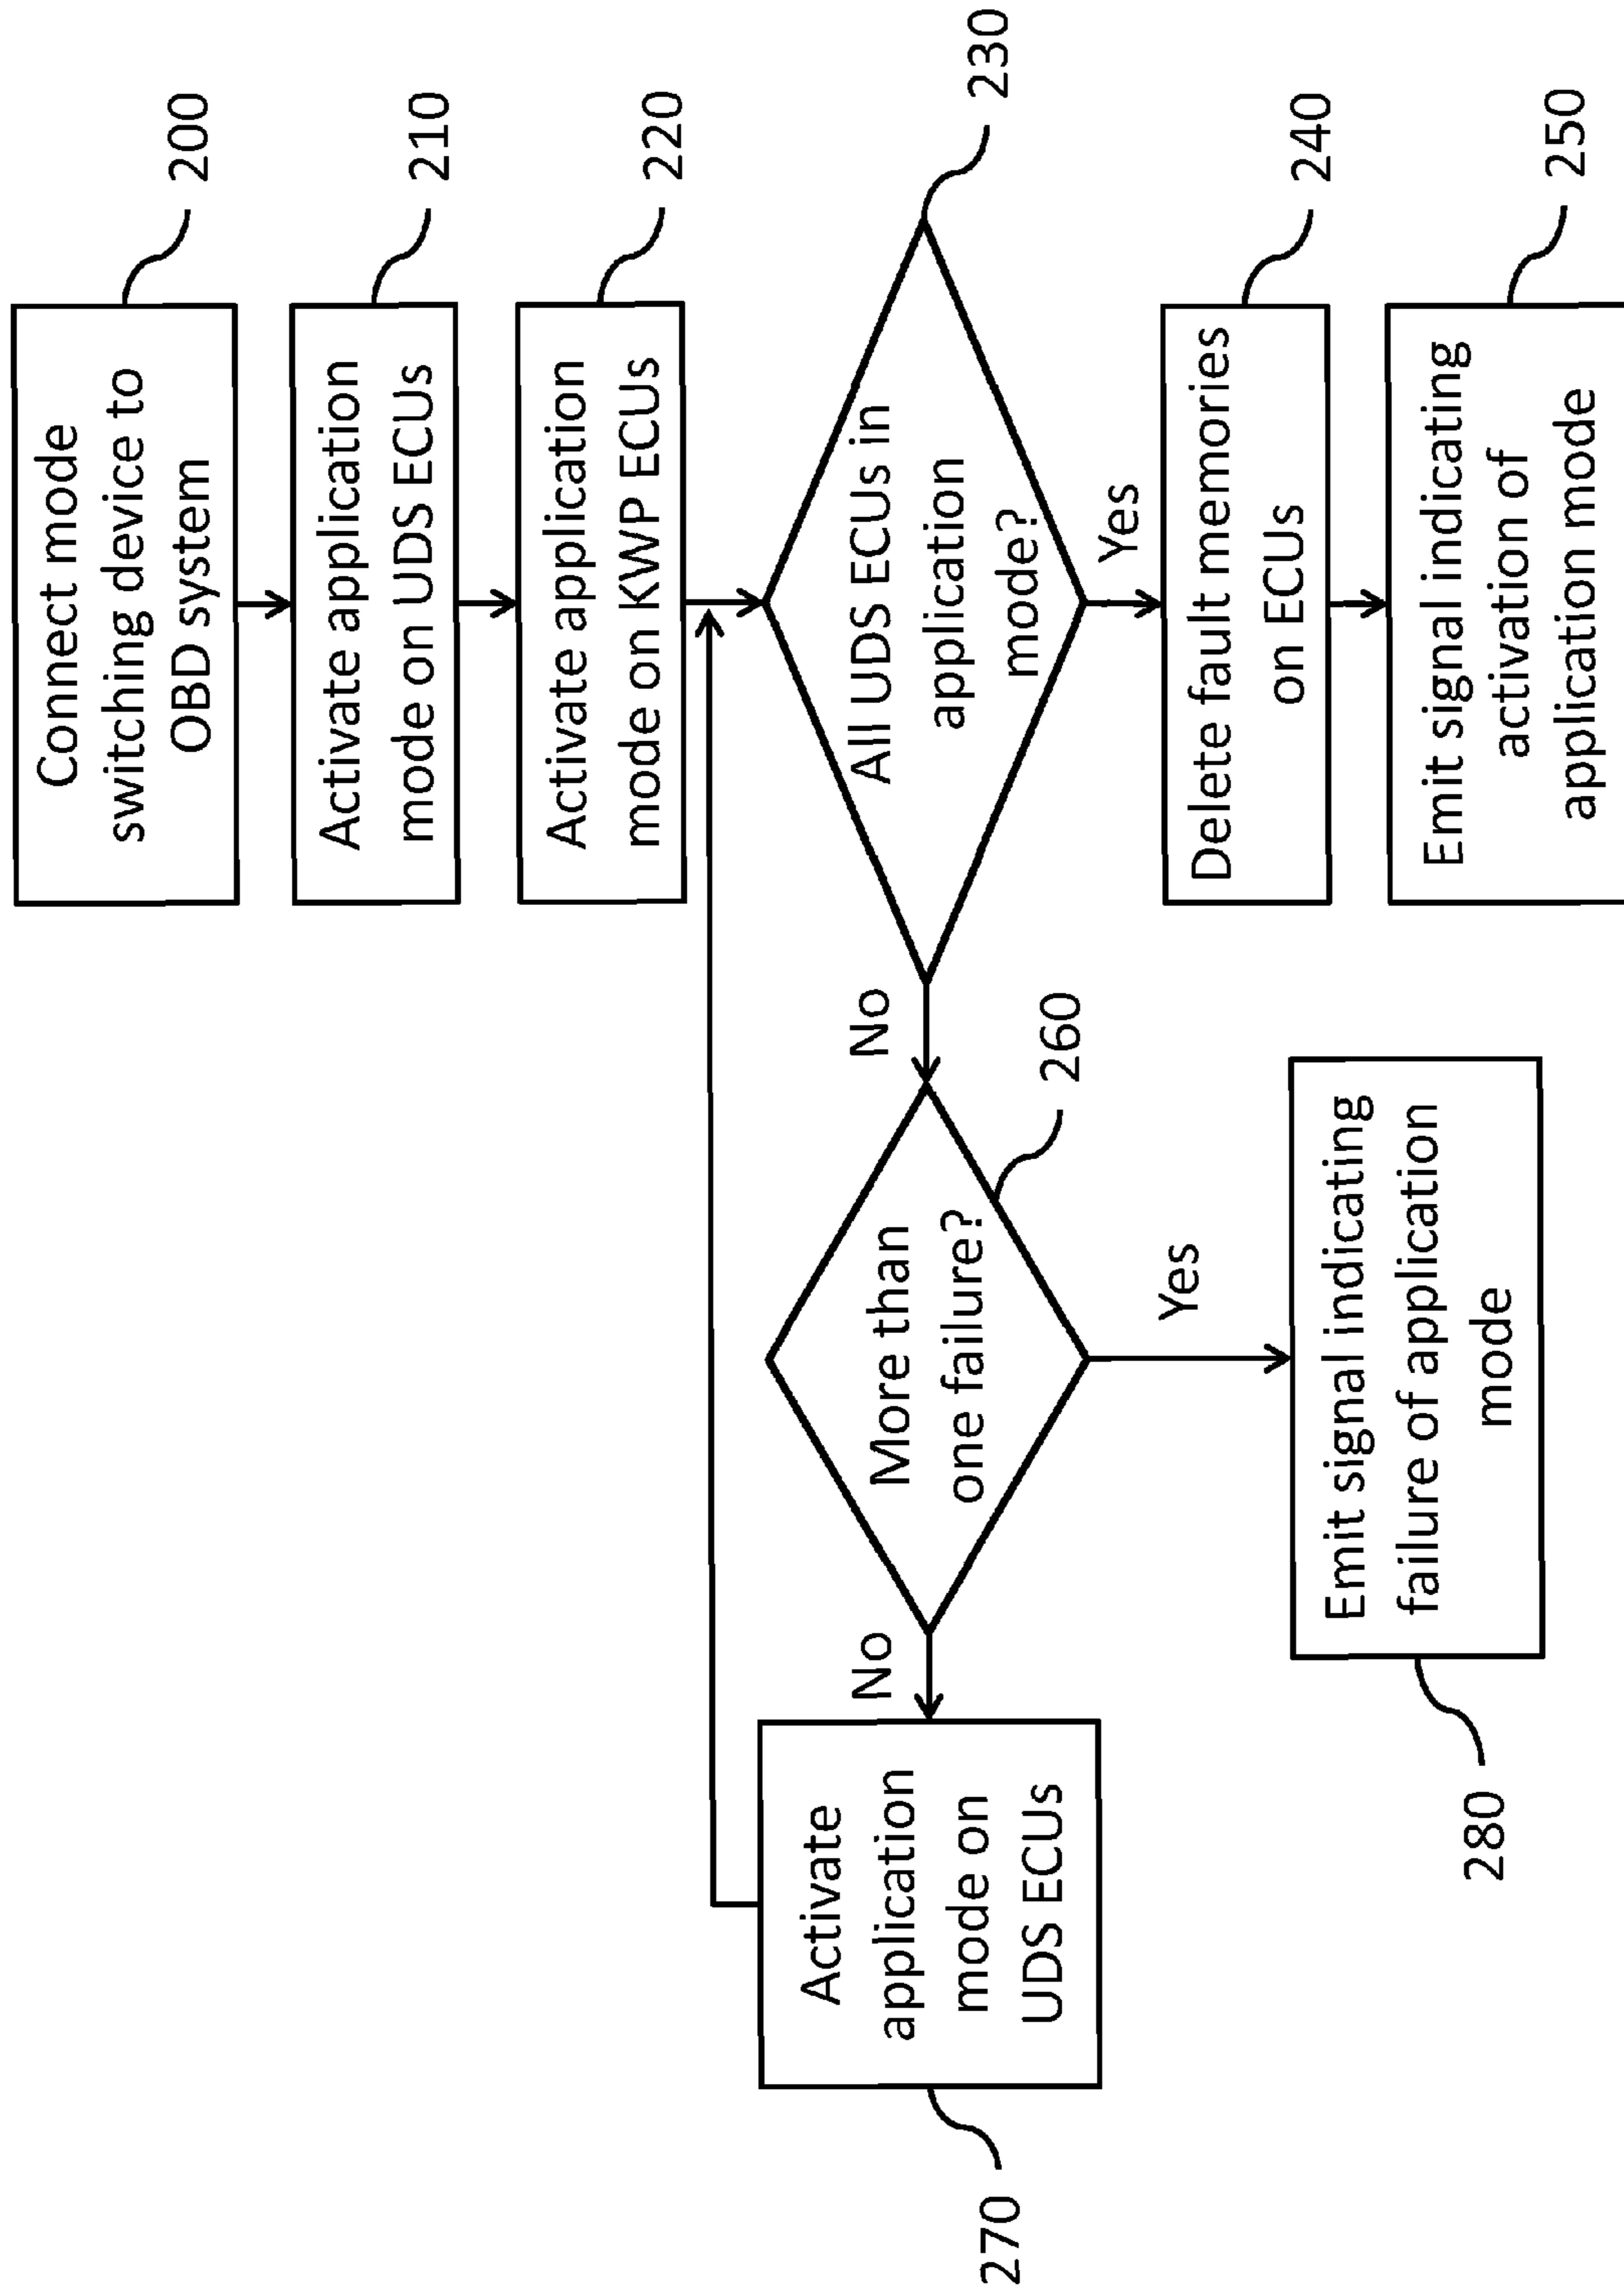 Connect mode
switching device to
OBD system
200
Activate application
mode on UDS ECUs
210
Activate application
mode on KWP ECUs
220
All UDS ECUs in
application
mode?
230
Yes
No
Delete fault memories
on ECUs
240
Emit signal indicating
activation of
application mode
250
More than
one failure?
260
No
Yes
Activate
application
mode on
UDS ECUs
270
Emit signal indicating
failure of application
mode
280